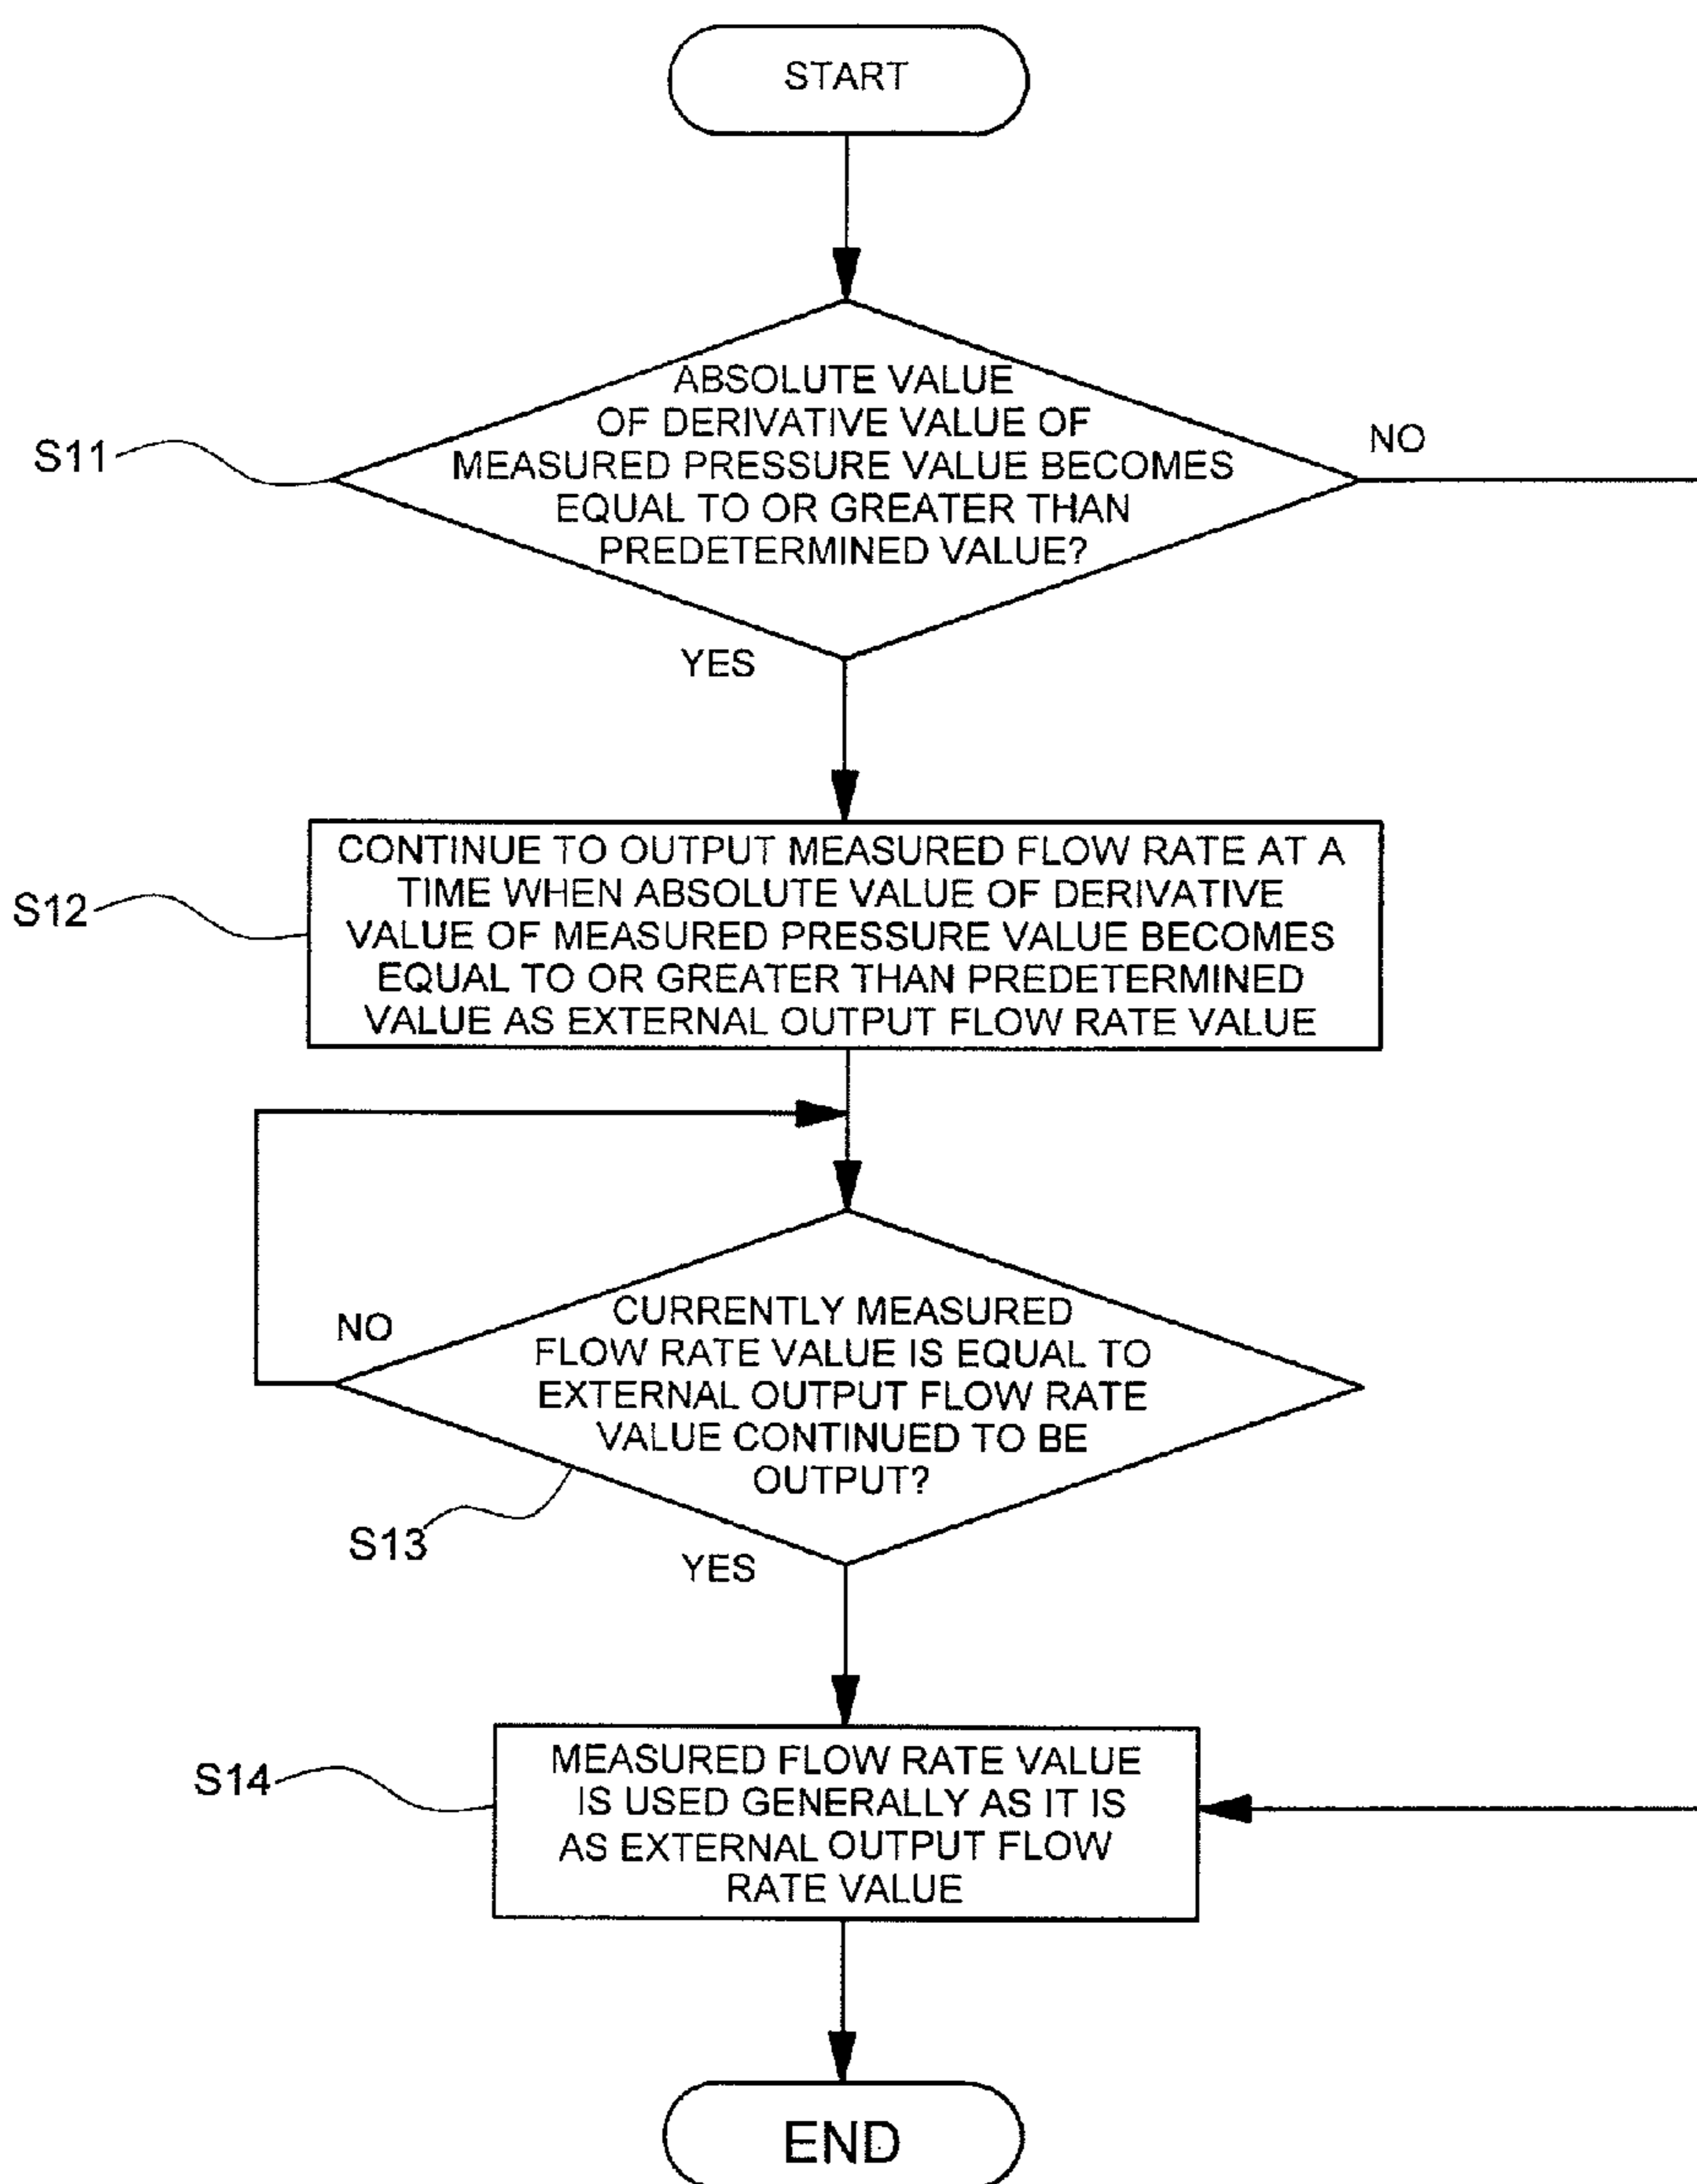 START
ABSOLUTE VALUE
OF DERIVATIVE VALUE OF
MEASURED PRESSURE VALUE BECOMES
EQUAL TO OR GREATER THAN
PREDETERMINED VALUE?
S11
NO
YES
CONTINUE TO OUTPUT MEASURED FLOW RATE AT A
TIME WHEN ABSOLUTE VALUE OF DERIVATIVE
VALUE OF MEASURED PRESSURE VALUE BECOMES
EQUAL TO OR GREATER THAN PREDETERMINED
VALUE AS EXTERNAL OUTPUT FLOW RATE VALUE
S12
CURRENTLY MEASURED
FLOW RATE VALUE IS EQUAL TO
EXTERNAL OUTPUT FLOW RATE
VALUE CONTINUED TO BE
OUTPUT?
NO
S13
YES
MEASURED FLOW RATE VALUE
IS USED GENERALLY AS IT IS
AS EXTERNAL OUTPUT FLOW
RATE VALUE
S14
END